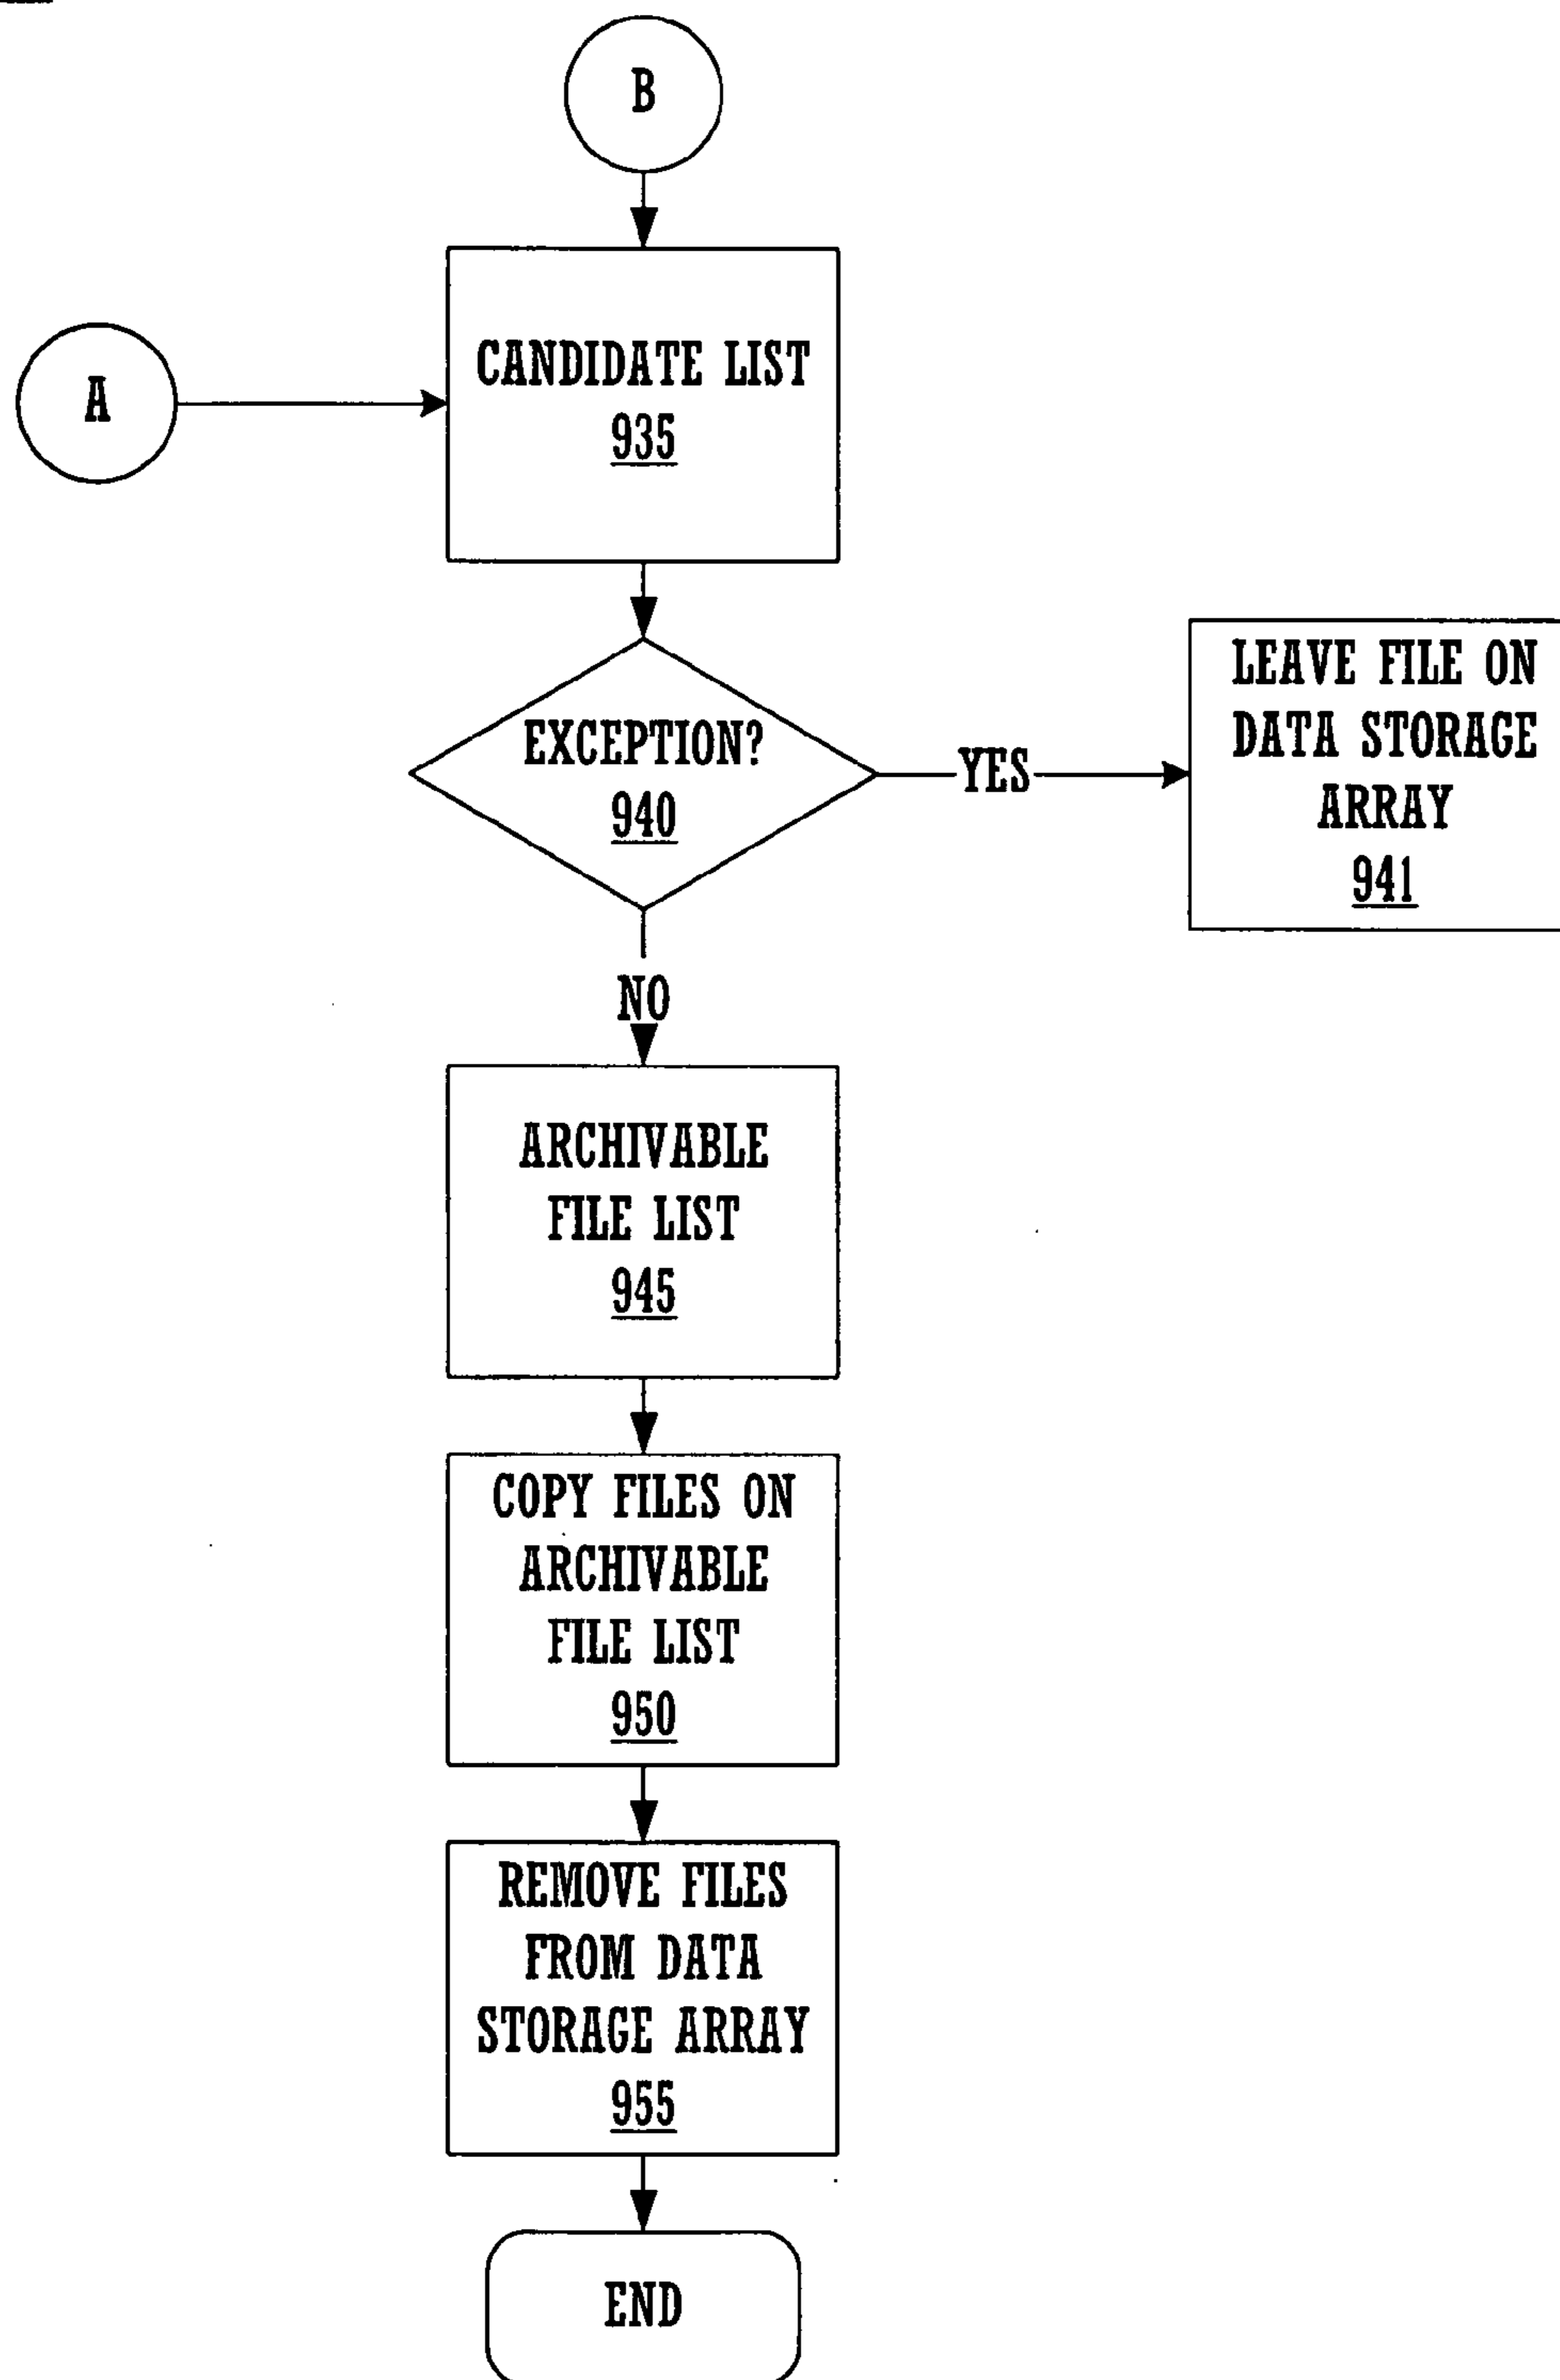 B
A
CANDIDATE LIST
935
EXCEPTION?
940
YES
LEAVE FILE ON
DATA STORAGE
ARRAY
941
NO
ARCHIVABLE
FILE LIST
945
COPY FILES ON
ARCHIVABLE
FILE LIST
950
REMOVE FILES
FROM DATA
STORAGE ARRAY
955
END